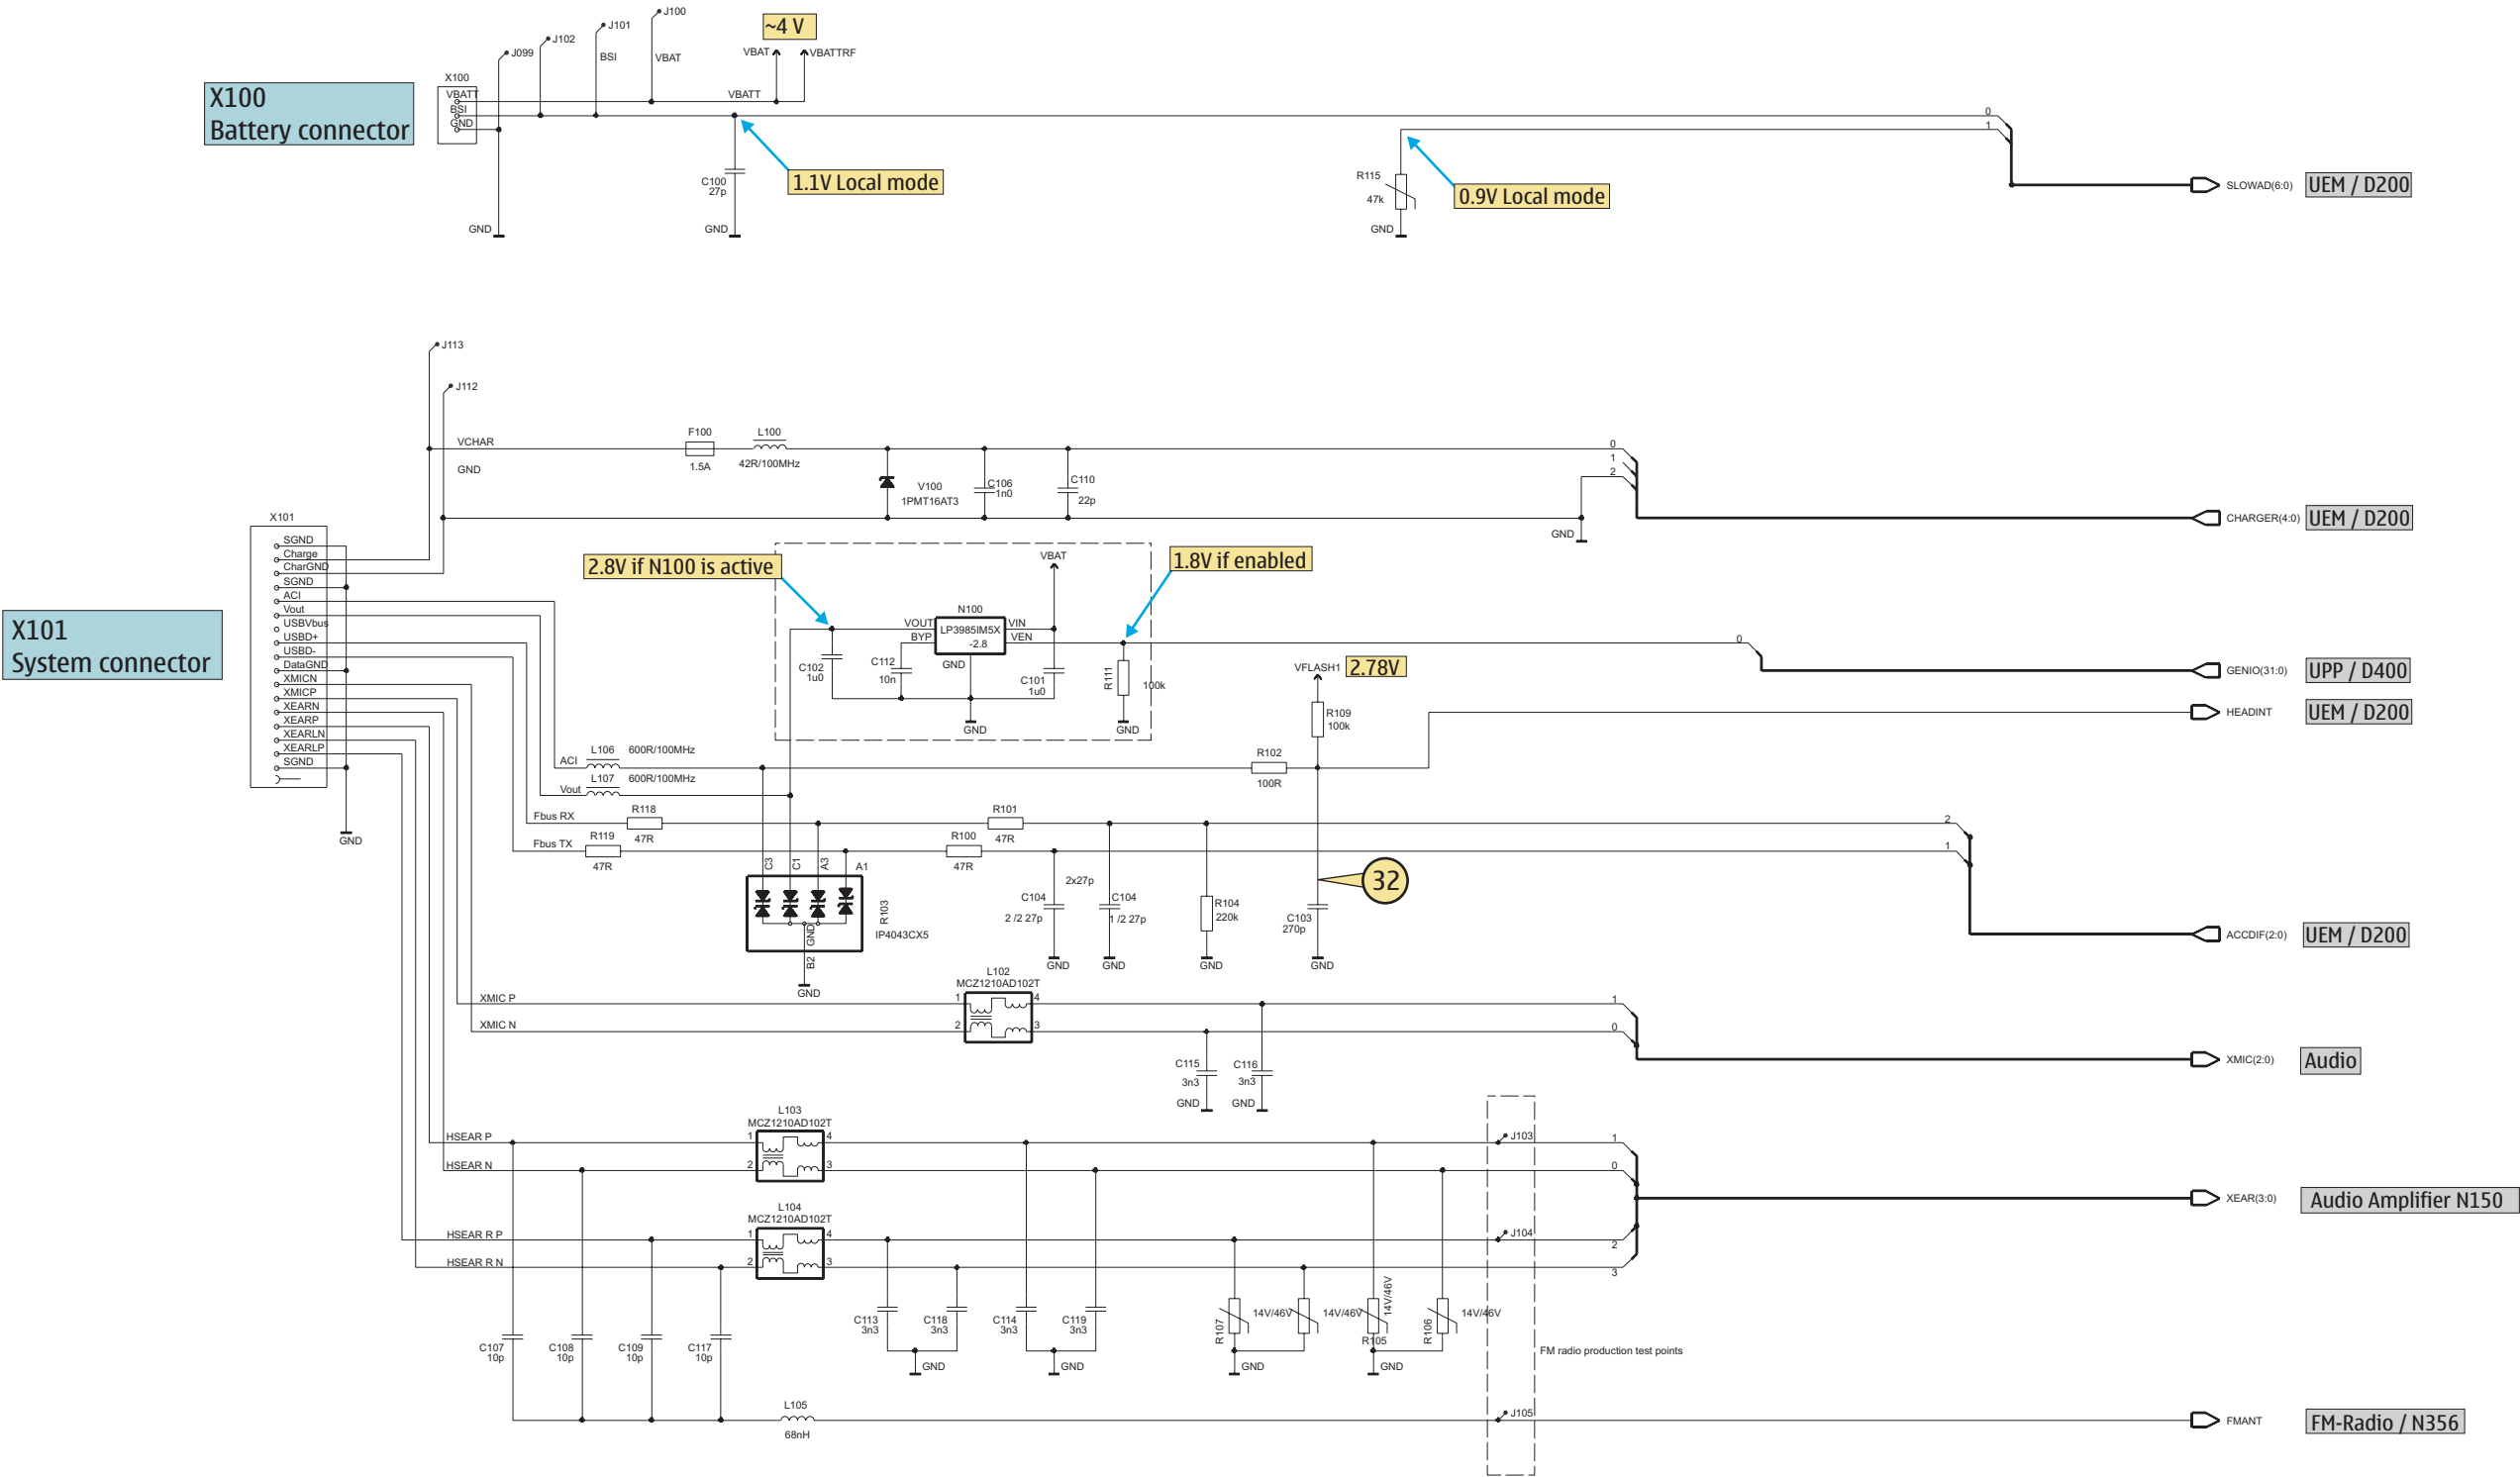 J100
J101
J102
J099
~4 V
VBAT
VBATTRF
BSI
VBAT
X100
Battery connector
X100
VBATT
BSI
GND
VBATT
0
1
C100
27p
1.1V Local mode
R115
47k
0.9V Local mode
SLOWAD(6:0)
UEM / D200
GND
GND
GND
J113
J112
VCHAR
GND
F100
1.5A
L100
42R/100MHz
V100
1PMT16AT3
C106
1n0
C110
22p
0
1
2
GND
CHARGER(4:0)
UEM / D200
X101
System connector
X101
SGND
Charge
CharGND
SGND
ACI
Vout
USBVbus
USBD+
USBD-
DataGND
XMICN
XMICP
XEARN
XEARP
XEARLN
XEARLP
SGND
GND
2.8V if N100 is active
VBAT
1.8V if enabled
N100
LP3985IM5X
-2.8
VOUT
BYP
VIN
VEN
GND
C102
1u0
C112
10n
C101
1u0
R111
100k
GND
GND
0
GENIO(31:0)
UPP / D400
VFLASH1
2.78V
R109
100k
HEADINT
UEM / D200
ACI
L106
600R/100MHz
L107
600R/100MHz
Vout
R102
100R
Fbus RX
R118
47R
R101
47R
2
Fbus TX
R119
47R
R100
47R
1
C3
C1
A3
A1
R103
IP4043CX5
GND
B2
GND
2x27p
C104
2 /2 27p
C104
1 /2 27p
R104
220k
C103
270p
32
GND
GND
GND
GND
ACCDIF(2:0)
UEM / D200
L102
MCZ1210AD102T
XMIC P
1
4
1
XMIC N
2
3
0
C115
3n3
C116
3n3
GND
GND
XMIC(2:0)
Audio
L103
MCZ1210AD102T
HSEAR P
1
4
J103
1
HSEAR N
2
3
0
XEAR(3:0)
Audio Amplifier N150
L104
MCZ1210AD102T
HSEAR R P
1
4
J104
2
HSEAR R N
2
3
3
C113
3n3
C118
3n3
C114
3n3
C119
3n3
R107
14V/46V
14V/46V
R105
14V/46V
R106
14V/46V
C107
10p
C108
10p
C109
10p
C117
10p
GND
GND
GND
GND
FM radio production test points
L105
68nH
J105
FMANT
FM-Radio / N356